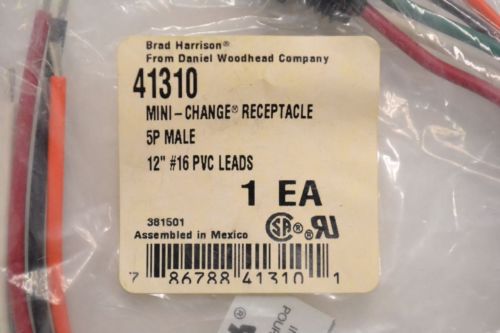 Brad Harrison®
From Daniel Woodhead Company
41310
MINI-CHANGE® RECEPTACLE
5P MALE
12" #16 PVC LEADS
1 EA
381501
Assembled in Mexico
7 86788 41310 1